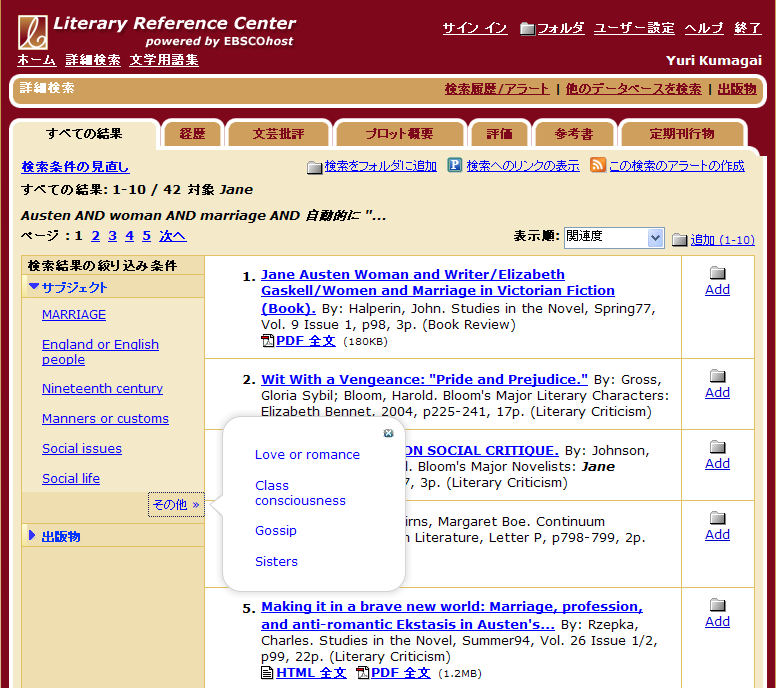 Literary Reference Center
powered by EBSCOhost
サイン イン フォルダ ユーザー設定 ヘルプ 終了
ホーム 詳細検索 文学用語集
Yuri Kumagai
詳細検索
検索履歴/アラート | 他のデータベースを検索 | 出版物
すべての結果 経歴 文芸批評 プロット概要 評価 参考書 定期刊行物
検索条件の見直し
検索をフォルダに追加 検索へのリンクの表示 この検索のアラートの作成
すべての結果: 1-10 / 42 対象 Jane
Austen AND woman AND marriage AND 自動的に "...
ページ : 1 2 3 4 5 次へ
表示順: 関連度 追加 (1-10)
検索結果の絞り込み条件
サブジェクト
MARRIAGE
England or English
people
Nineteenth century
Manners or customs
Social issues
Social life
その他 »
出版物
Love or romance
Class
consciousness
Gossip
Sisters
1. Jane Austen Woman and Writer/Elizabeth
Gaskell/Women and Marriage in Victorian Fiction
(Book). By: Halperin, John. Studies in the Novel, Spring77,
Vol. 9 Issue 1, p98, 3p. (Book Review)
PDF 全文 (180KB)
Add
2. Wit With a Vengeance: "Pride and Prejudice." By: Gross,
Gloria Sybil; Bloom, Harold. Bloom's Major Literary Characters:
Elizabeth Bennet, 2004, p225-241, 17p. (Literary Criticism)
Add
ON SOCIAL CRITIQUE. By: Johnson,
Bloom's Major Novelists: Jane
3p. (Literary Criticism)
Add
Margaret Boe. Continuum
Literature, Letter P, p798-799, 2p.
Add
5. Making it in a brave new world: Marriage, profession,
and anti-romantic Ekstasis in Austen's... By: Rzepka,
Charles. Studies in the Novel, Summer94, Vol. 26 Issue 1/2,
p99, 22p. (Literary Criticism)
HTML 全文 PDF 全文 (1.2MB)
Add